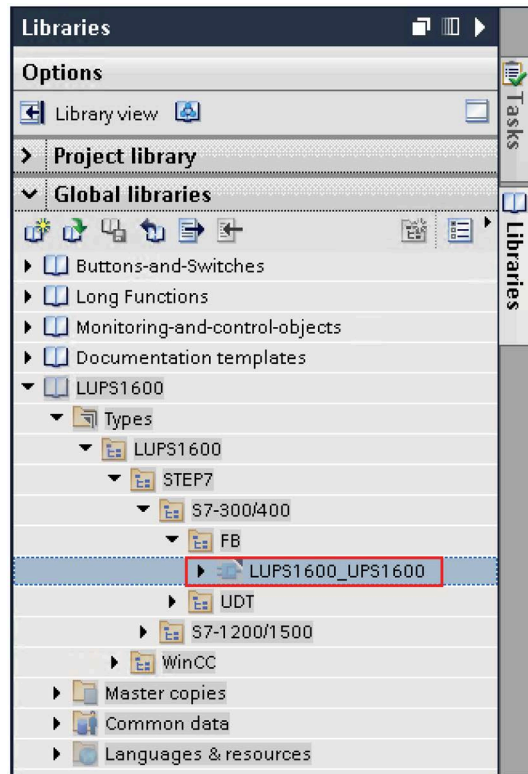 Libraries
Options
Library view
Project library
Global libraries
Buttons-and-Switches
Long Functions
Monitoring-and-control-objects
Documentation templates
LUPS1600
Types
LUPS1600
STEP7
S7-300/400
FB
LUPS1600_UPS1600
UDT
S7-1200/1500
WinCC
Master copies
Common data
Languages & resources
Tasks
Libraries